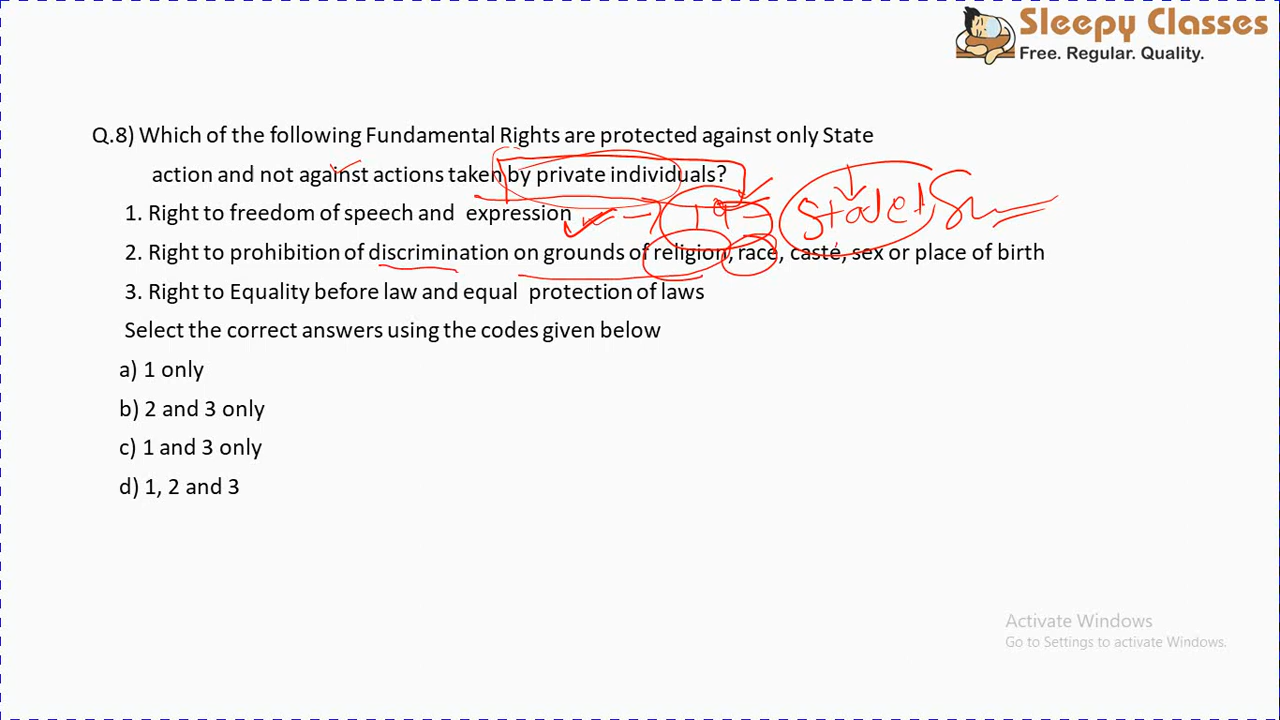 Sleepy Classes
Free. Regular. Quality.
Q.8) Which of the following Fundamental Rights are protected against only State
action and not against actions taken by private individuals?
1. Right to freedom of speech and expression 19 State
2. Right to prohibition of discrimination on grounds of religion, race, caste, sex or place of birth
3. Right to Equality before law and equal protection of laws
Select the correct answers using the codes given below
a) 1 only
b) 2 and 3 only
c) 1 and 3 only
d) 1, 2 and 3
Activate Windows
Go to Settings to activate Windows.